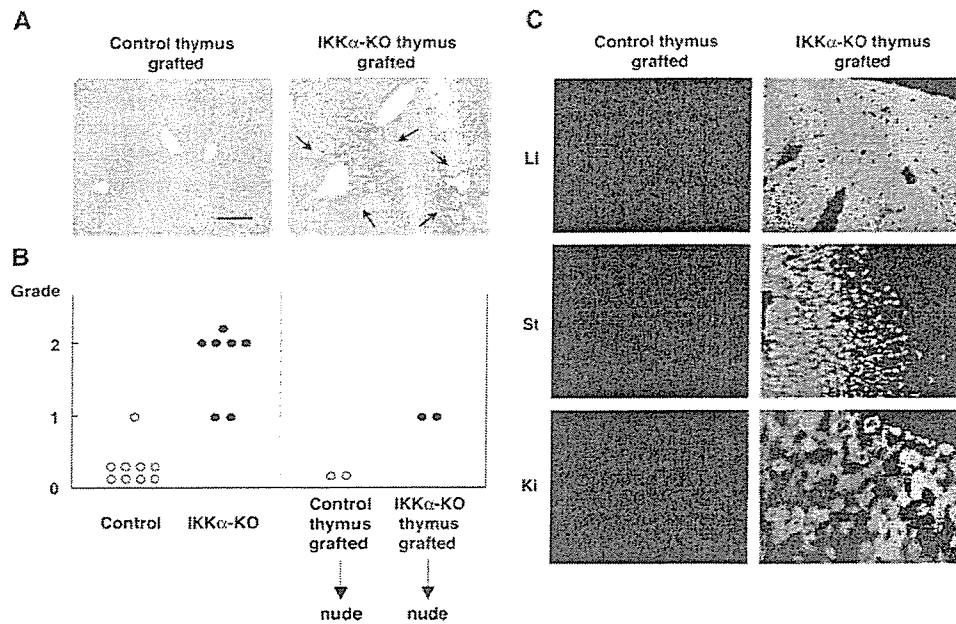 A
Control thymus
grafted
IKKα-KO thymus
grafted
B
Grade
2
1
0
Control
IKKα-KO
Control
thymus
grafted
IKKα-KO
thymus
grafted
nude
nude
C
Control thymus
grafted
IKKα-KO thymus
grafted
LI
St
Ki